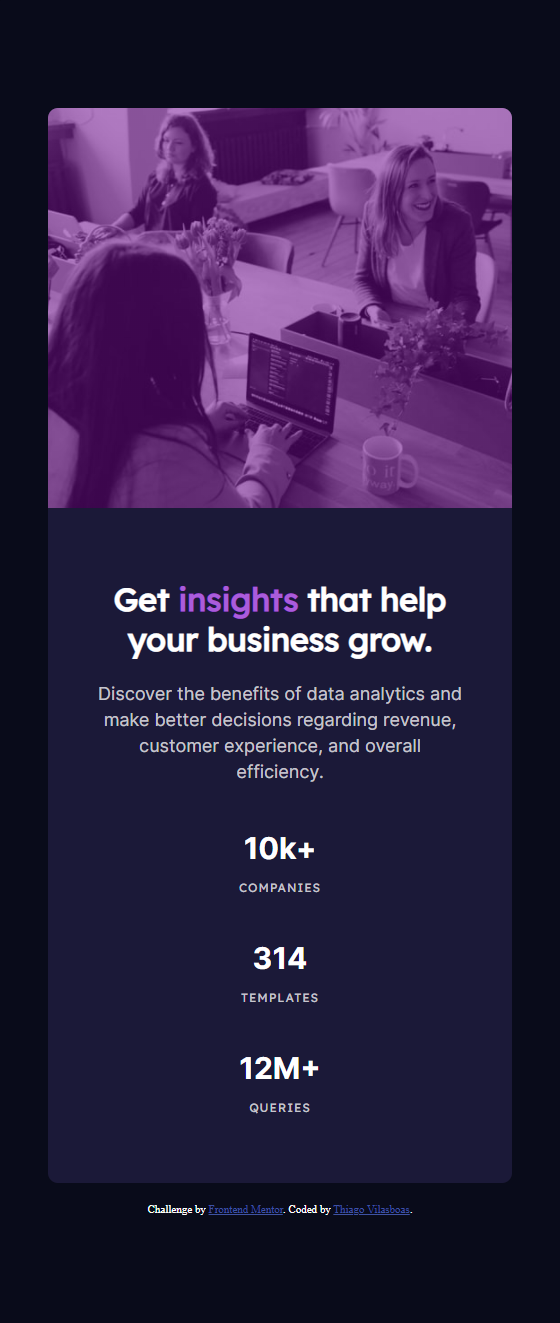 Get insights that help
your business grow.
Discover the benefits of data analytics and
make better decisions regarding revenue,
customer experience, and overall
efficiency.
10k+
COMPANIES
314
TEMPLATES
12M+
QUERIES
Challenge by Frontend Mentor. Coded by Thiago Vilasboas.